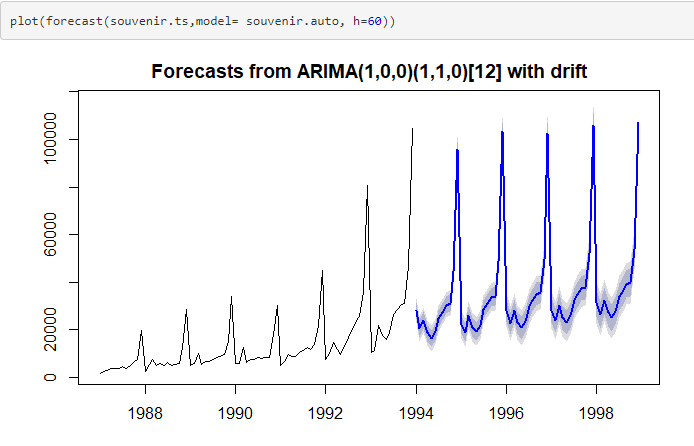 plot(forecast(souvenir.ts,model= souvenir.auto, h=60))
Forecasts from ARIMA(1,0,0)(1,1,0)[12] with drift
100000
60000
20000
0
1988 1990 1992 1994 1996 1998